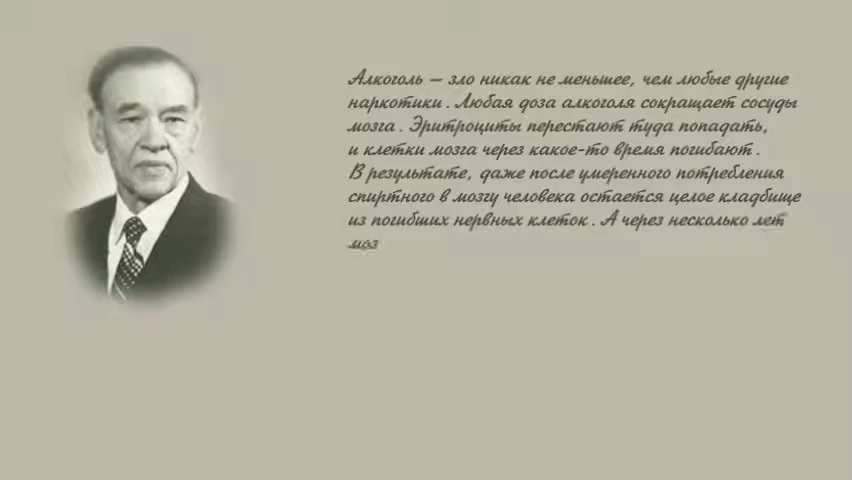 Алкоголь – зло никак не меньшее, чем любые другие
наркотики. Любая доза алкоголя сокращает сосуды
мозга. Эритроциты перестают туда попадать,
и клетки мозга через какое-то время погибают.
В результате, даже после умеренного потребления
спиртного в мозгу человека остается целое кладбище
из погибших нервных клеток. А через несколько лет
моз